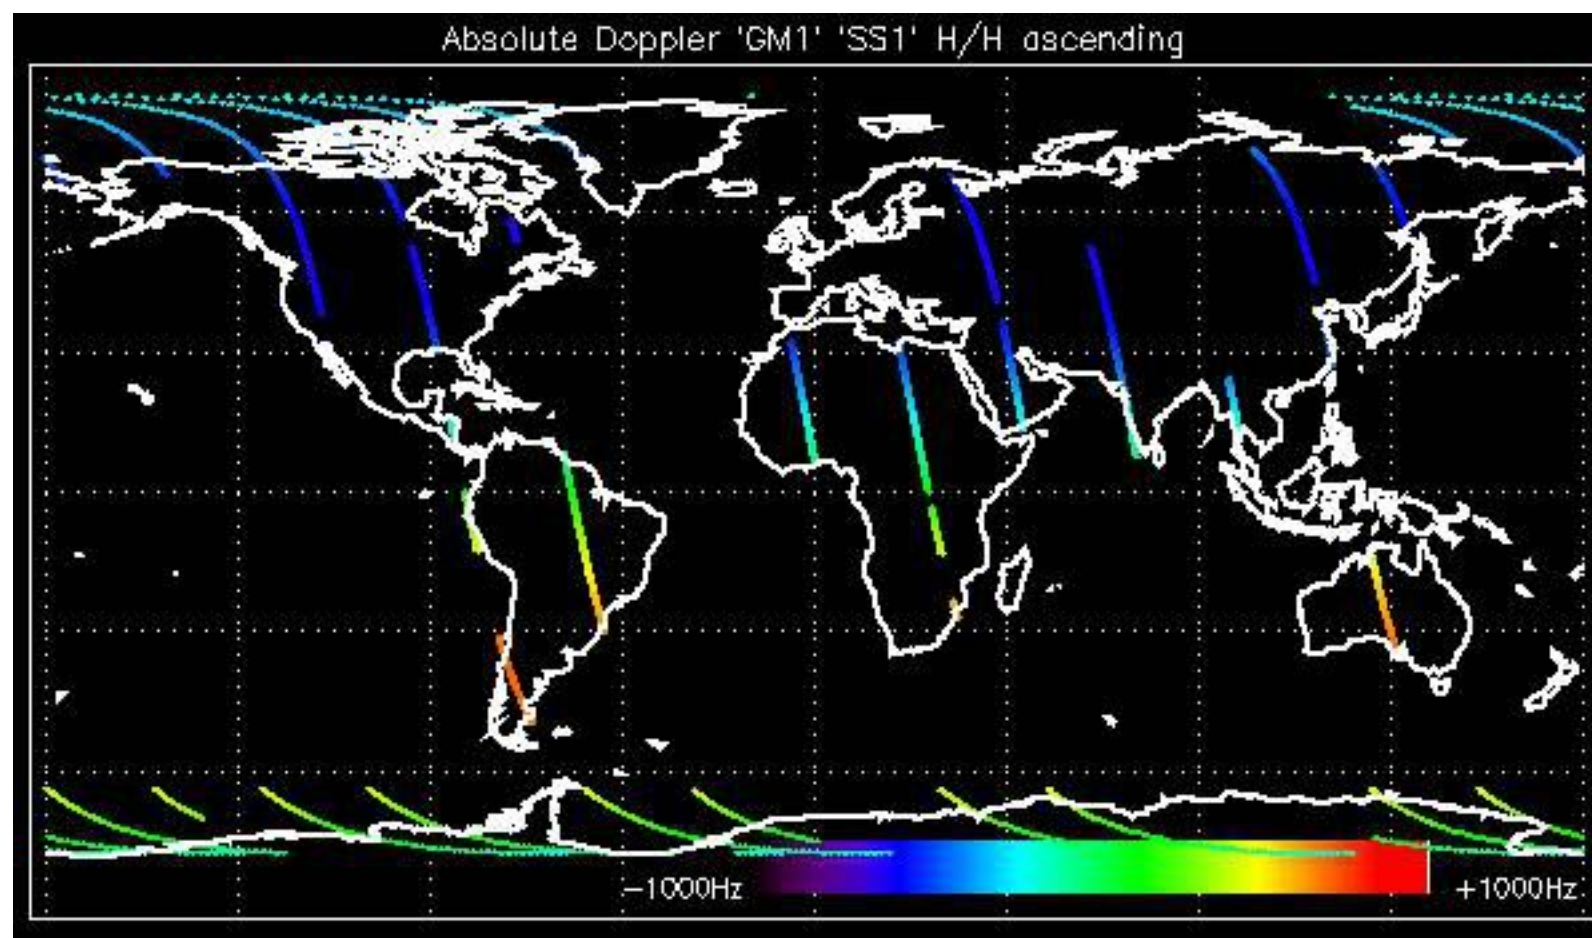 Absolute Doppler 'GM1' 'SS1' H/H ascending
-1000Hz
+1000Hz